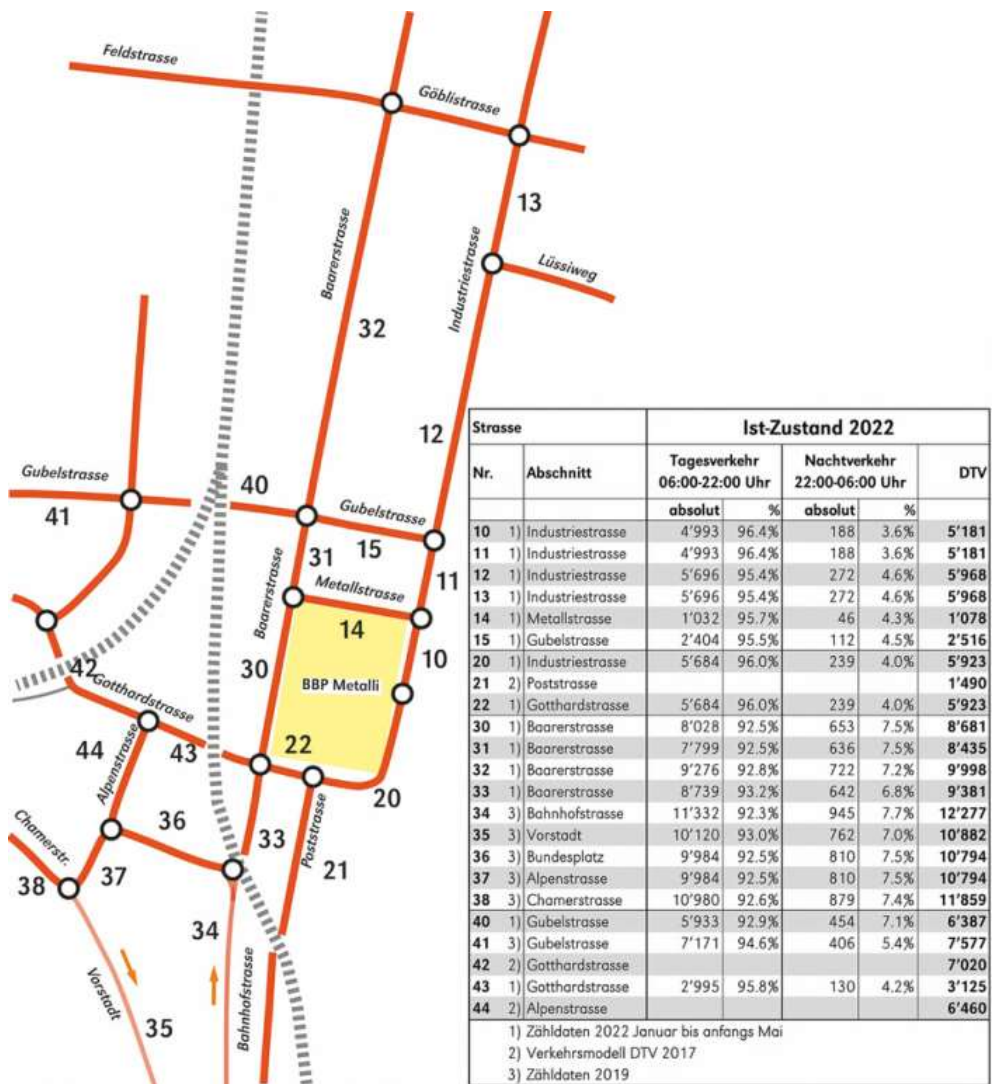 Feldstrasse
Göblistrasse
13
Baarerstrasse
Industriestrasse
Lüssiweg
32
12
Gubelstrasse
40
41
Gubelstrasse
15
31
11
Baarerstrasse
Metallstrasse
14
10
30
42
BBP Metalli
Gotthardstrasse
44
43
22
Alpenstrasse
20
36
33
Poststrasse
21
Chamerstr.
37
38
34
Vorstadt
35
Bahnhofstrasse
Strasse Ist-Zustand 2022
Nr. Abschnitt Tagesverkehr Nachtverkehr DTV
06:00-22:00 Uhr 22:00-06:00 Uhr
absolut % absolut %
10 1) Industriestrasse 4'993 96.4% 188 3.6% 5'181
11 1) Industriestrasse 4'993 96.4% 188 3.6% 5'181
12 1) Industriestrasse 5'696 95.4% 272 4.6% 5'968
13 1) Industriestrasse 5'696 95.4% 272 4.6% 5'968
14 1) Metallstrasse 1'032 95.7% 46 4.3% 1'078
15 1) Gubelstrasse 2'404 95.5% 112 4.5% 2'516
20 1) Industriestrasse 5'684 96.0% 239 4.0% 5'923
21 2) Poststrasse 1'490
22 1) Gotthardstrasse 5'684 96.0% 239 4.0% 5'923
30 1) Baarerstrasse 8'028 92.5% 653 7.5% 8'681
31 1) Baarerstrasse 7'799 92.5% 636 7.5% 8'435
32 1) Baarerstrasse 9'276 92.8% 722 7.2% 9'998
33 1) Baarerstrasse 8'739 93.2% 642 6.8% 9'381
34 3) Bahnhofstrasse 11'332 92.3% 945 7.7% 12'277
35 3) Vorstadt 10'120 93.0% 762 7.0% 10'882
36 3) Bundesplatz 9'984 92.5% 810 7.5% 10'794
37 3) Alpenstrasse 9'984 92.5% 810 7.5% 10'794
38 3) Chamerstrasse 10'980 92.6% 879 7.4% 11'859
40 1) Gubelstrasse 5'933 92.9% 454 7.1% 6'387
41 3) Gubelstrasse 7'171 94.6% 406 5.4% 7'577
42 2) Gotthardstrasse 7'020
43 1) Gotthardstrasse 2'995 95.8% 130 4.2% 3'125
44 2) Alpenstrasse 6'460
1) Zähldaten 2022 Januar bis anfangs Mai
2) Verkehrsmodell DTV 2017
3) Zähldaten 2019